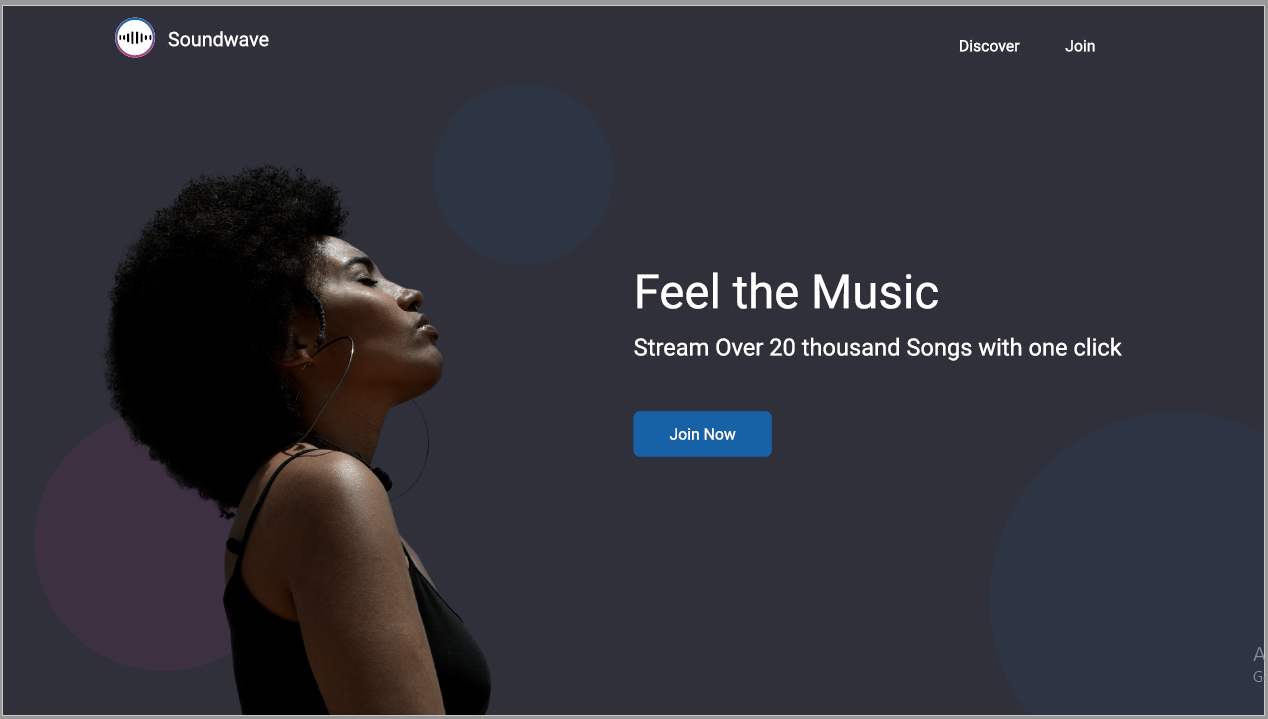 Soundwave
Discover
Join
Feel the Music
Stream Over 20 thousand Songs with one click
Join Now